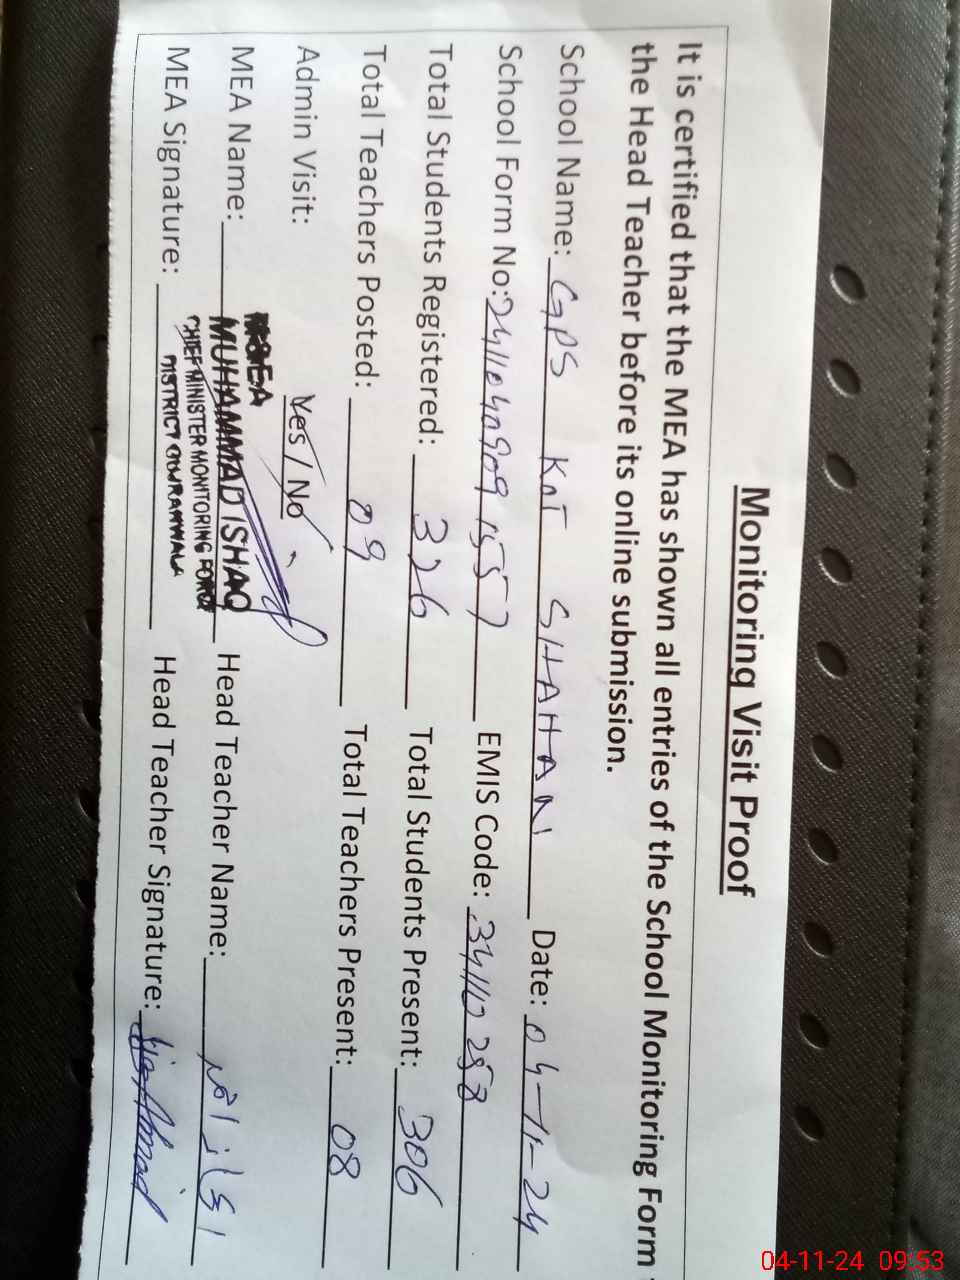 Monitoring Visit Proof
It is certified that the MEA has shown all entries of the School Monitoring Form
the Head Teacher before its online submission.
School Name: GPS KOT SHAHAN Date: 04-11-24
School Form No: EMIS Code: 34110258
Total Students Registered: 326 Total Students Present: 306
Total Teachers Posted: 09 Total Teachers Present: 08
Admin Visit: Yes / No
MEA
MEA Name: MUHAMMAD ISHAQ Head Teacher Name:
CHIEF MINISTER MONITORING FORCE
DISTRICT GUJRANWALA
MEA Signature: Head Teacher Signature:
04-11-24 09:53